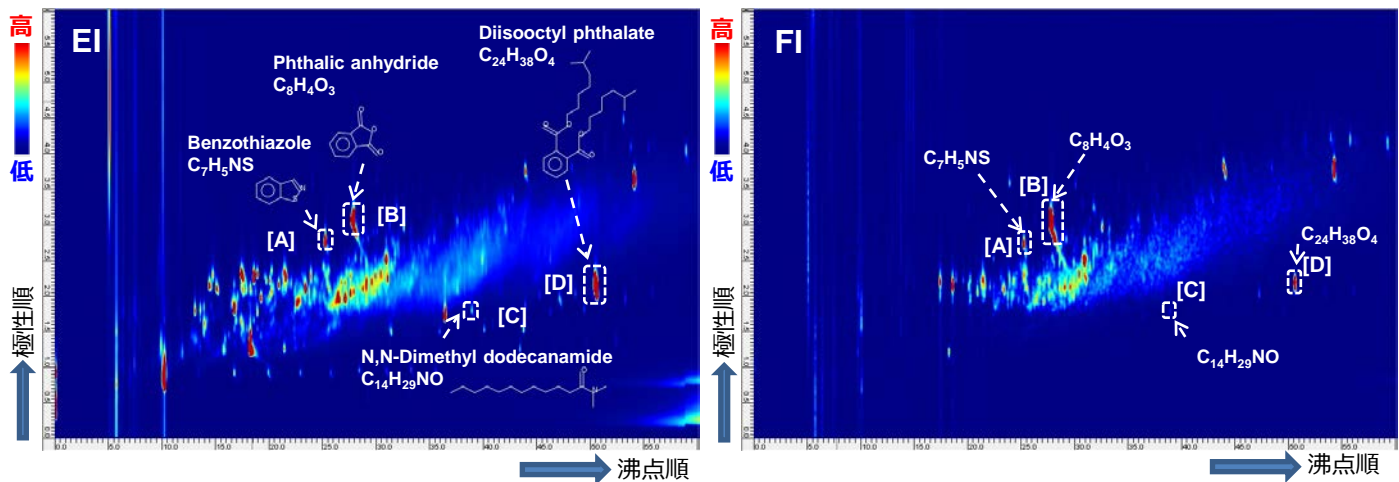 高
低
極性順
EI
Phthalic anhydride
C₈H₄O₃
Diisooctyl phthalate
C₂₄H₃₈O₄
Benzothiazole
C₇H₅NS
[A]
[B]
[C]
[D]
N,N-Dimethyl dodecanamide
C₁₄H₂₉NO
沸点順
高
低
極性順
FI
C₇H₅NS
C₈H₄O₃
[B]
[A]
C₂₄H₃₈O₄
[D]
[C]
C₁₄H₂₉NO
沸点順